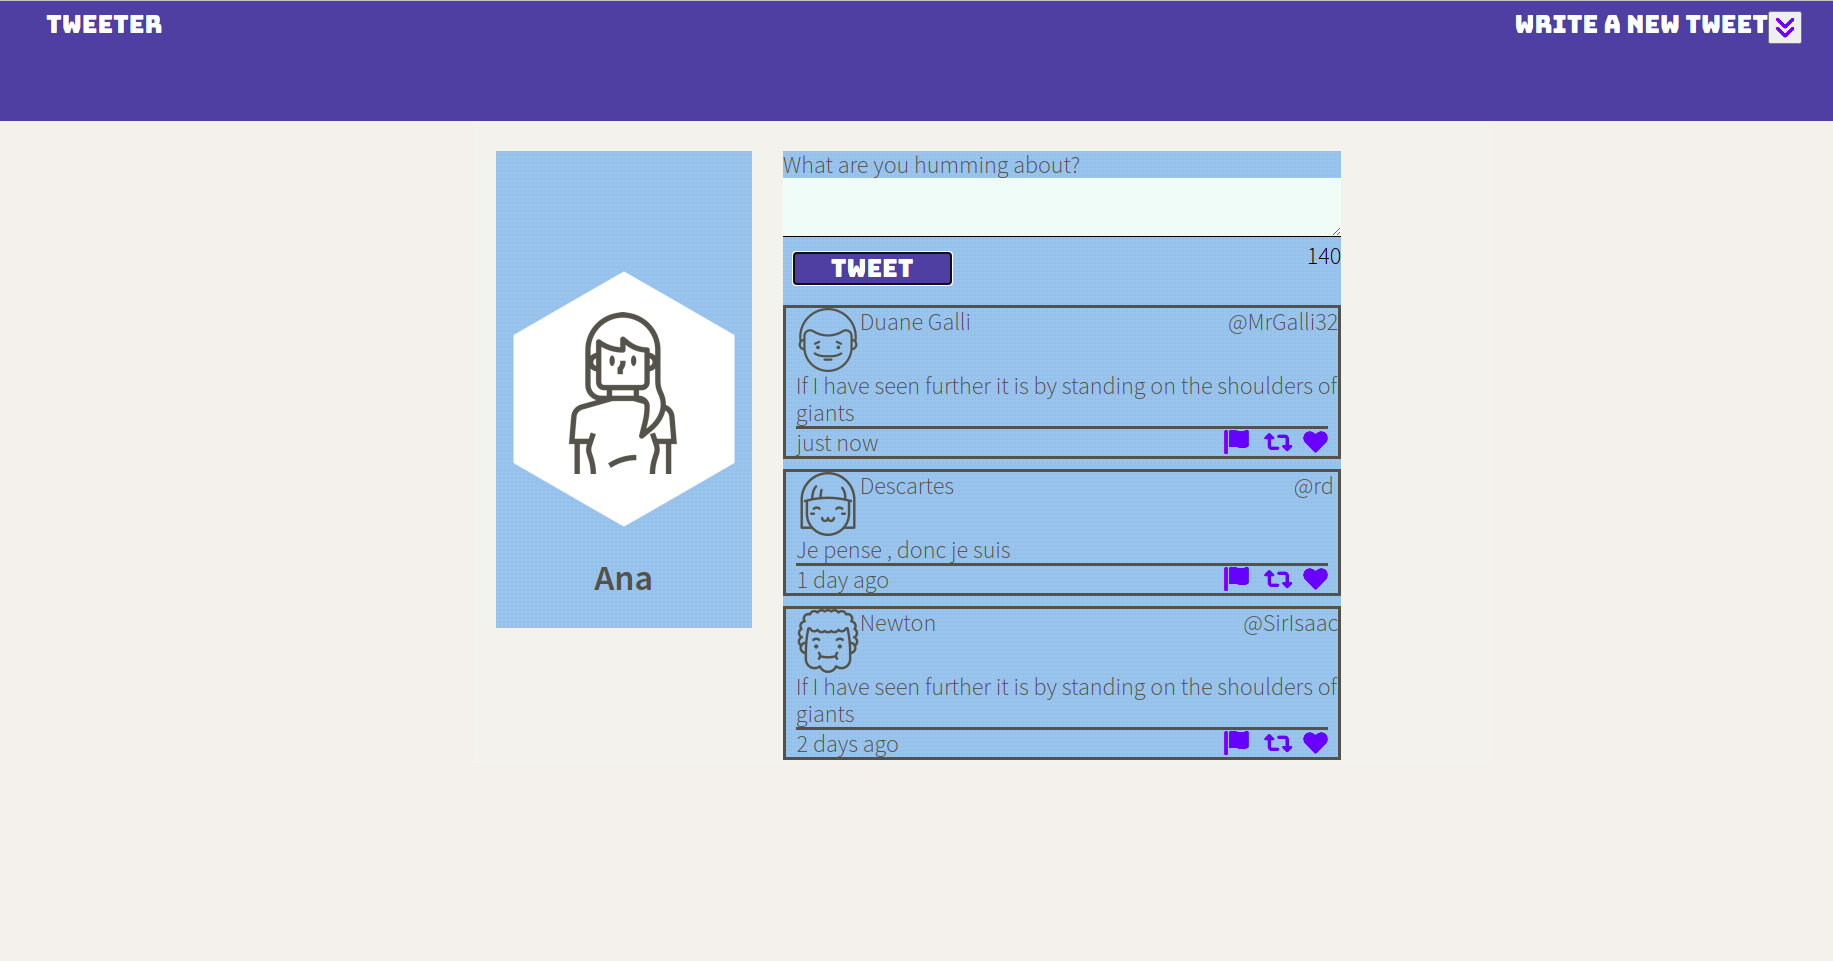 TWEETER
WRITE A NEW TWEET
What are you humming about?
TWEET
140
Duane Galli
@MrGalli32
If I have seen further it is by standing on the shoulders of
giants
just now
Descartes
@rd
Je pense , donc je suis
1 day ago
Newton
@SirIsaac
If I have seen further it is by standing on the shoulders of
giants
2 days ago
Ana